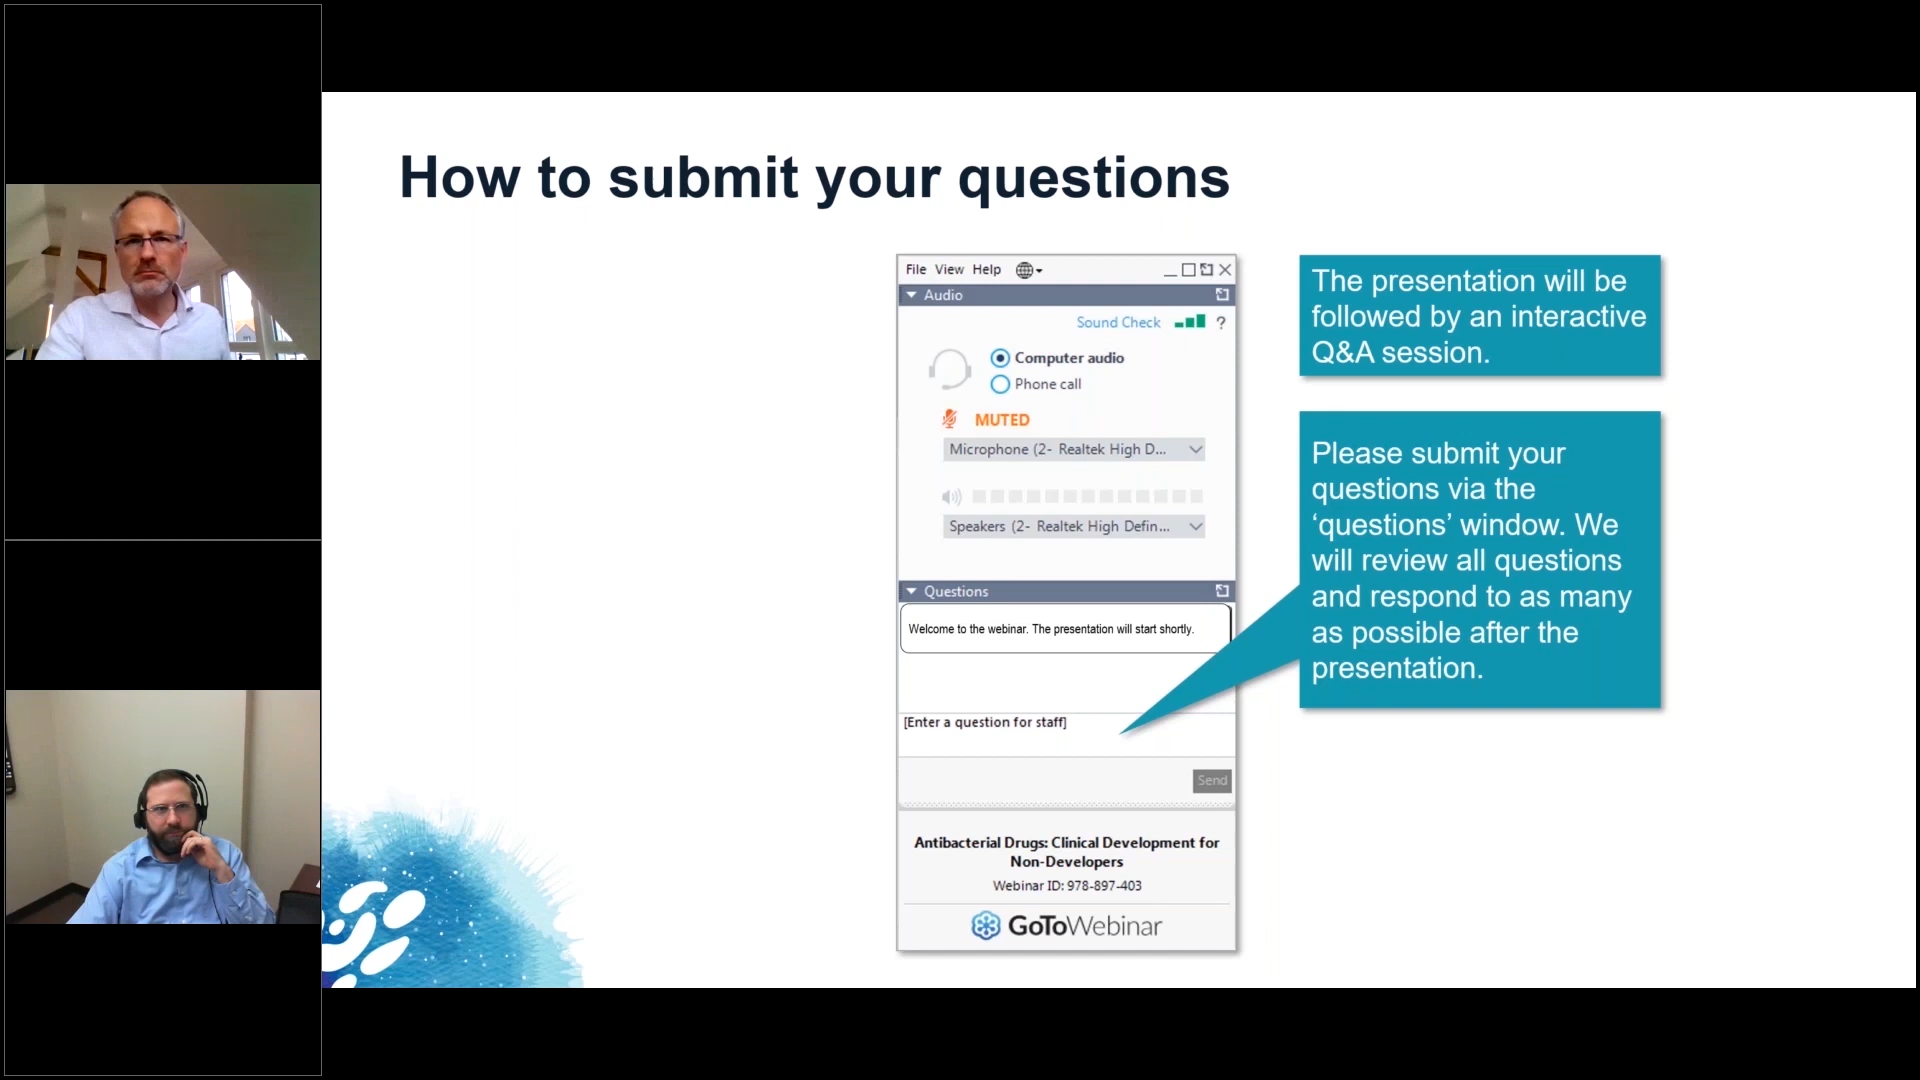 How to submit your questions
File View Help
Audio
Sound Check ?
Computer audio
Phone call
MUTED
Microphone (2- Realtek High D...
Speakers (2- Realtek High Defin...
Questions
Welcome to the webinar. The presentation will start shortly.
[Enter a question for staff]
Send
Antibacterial Drugs: Clinical Development for
Non-Developers
Webinar ID: 978-897-403
GoToWebinar
The presentation will be
followed by an interactive
Q&A session.
Please submit your
questions via the
‘questions’ window. We
will review all questions
and respond to as many
as possible after the
presentation.